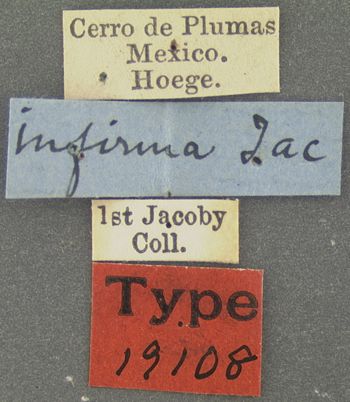 Cerro de Plumas
Mexico.
Hoege.
infirma Jac
1st Jacoby
Coll.
Type
19108